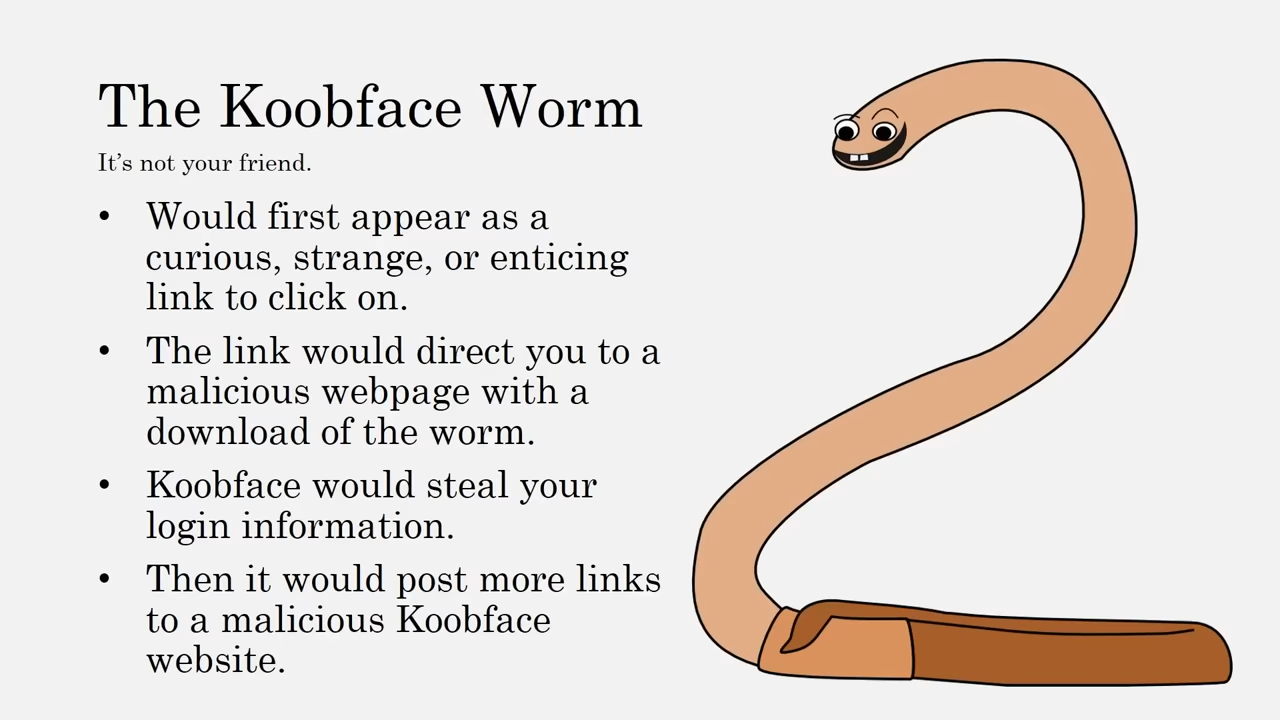 The Koobface Worm
It's not your friend.
• Would first appear as a
curious, strange, or enticing
link to click on.
• The link would direct you to a
malicious webpage with a
download of the worm.
• Koobface would steal your
login information.
• Then it would post more links
to a malicious Koobface
website.